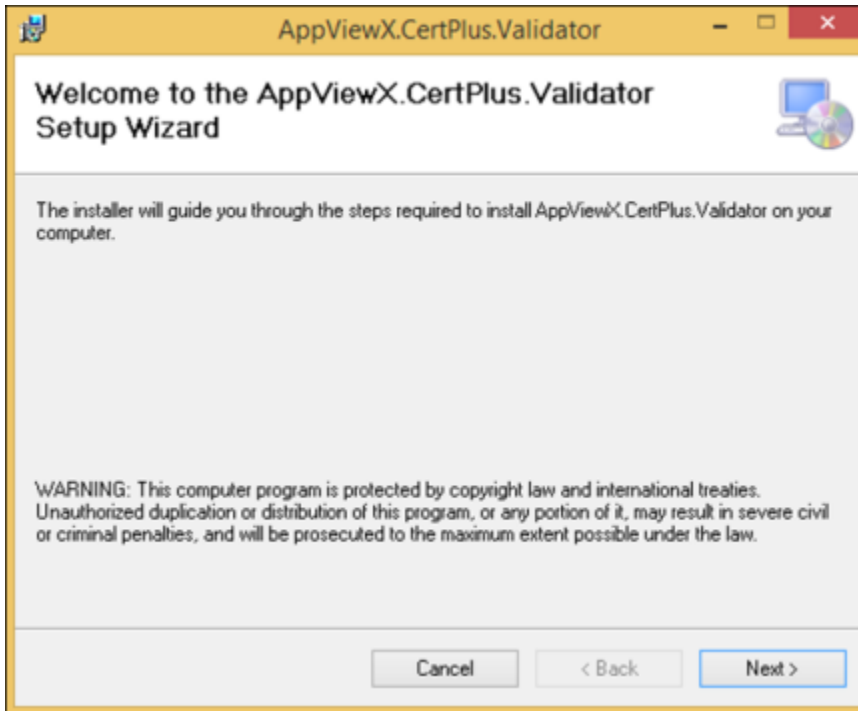 AppViewX.CertPlus.Validator
Welcome to the AppViewX.CertPlus.Validator
Setup Wizard
The installer will guide you through the steps required to install AppViewX.CertPlus.Validator on your
computer.
WARNING: This computer program is protected by copyright law and international treaties.
Unauthorized duplication or distribution of this program, or any portion of it, may result in severe civil
or criminal penalties, and will be prosecuted to the maximum extent possible under the law.
Cancel
< Back
Next >